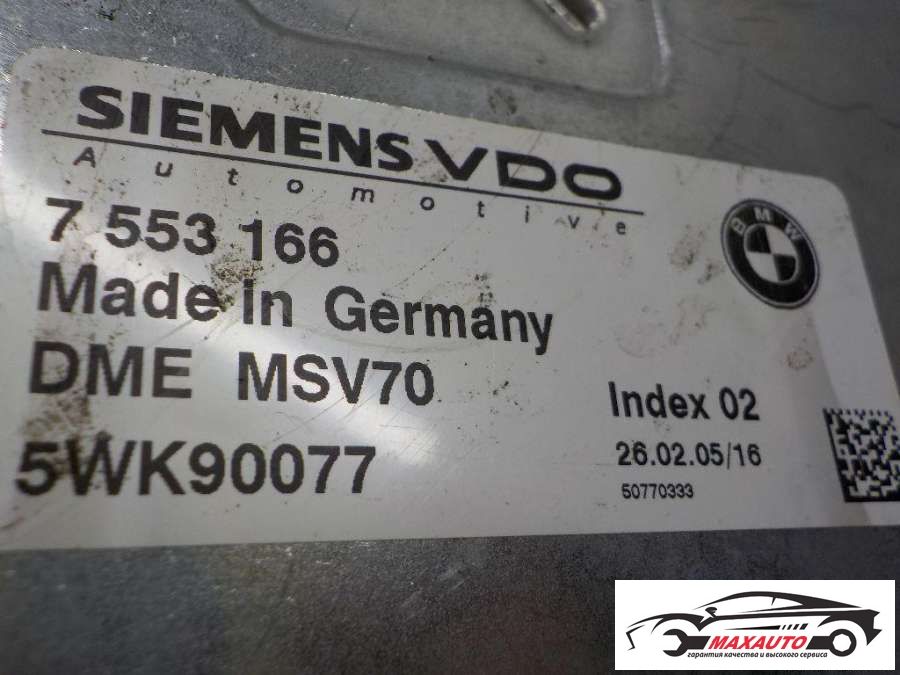 SIEMENS VDO
Automotive
7 553 166
Made in Germany
DME MSV70
5WK90077
BMW
Index 02
26.02.05/16
50770333
MAXAUTO
гарантия качества и высокого сервиса